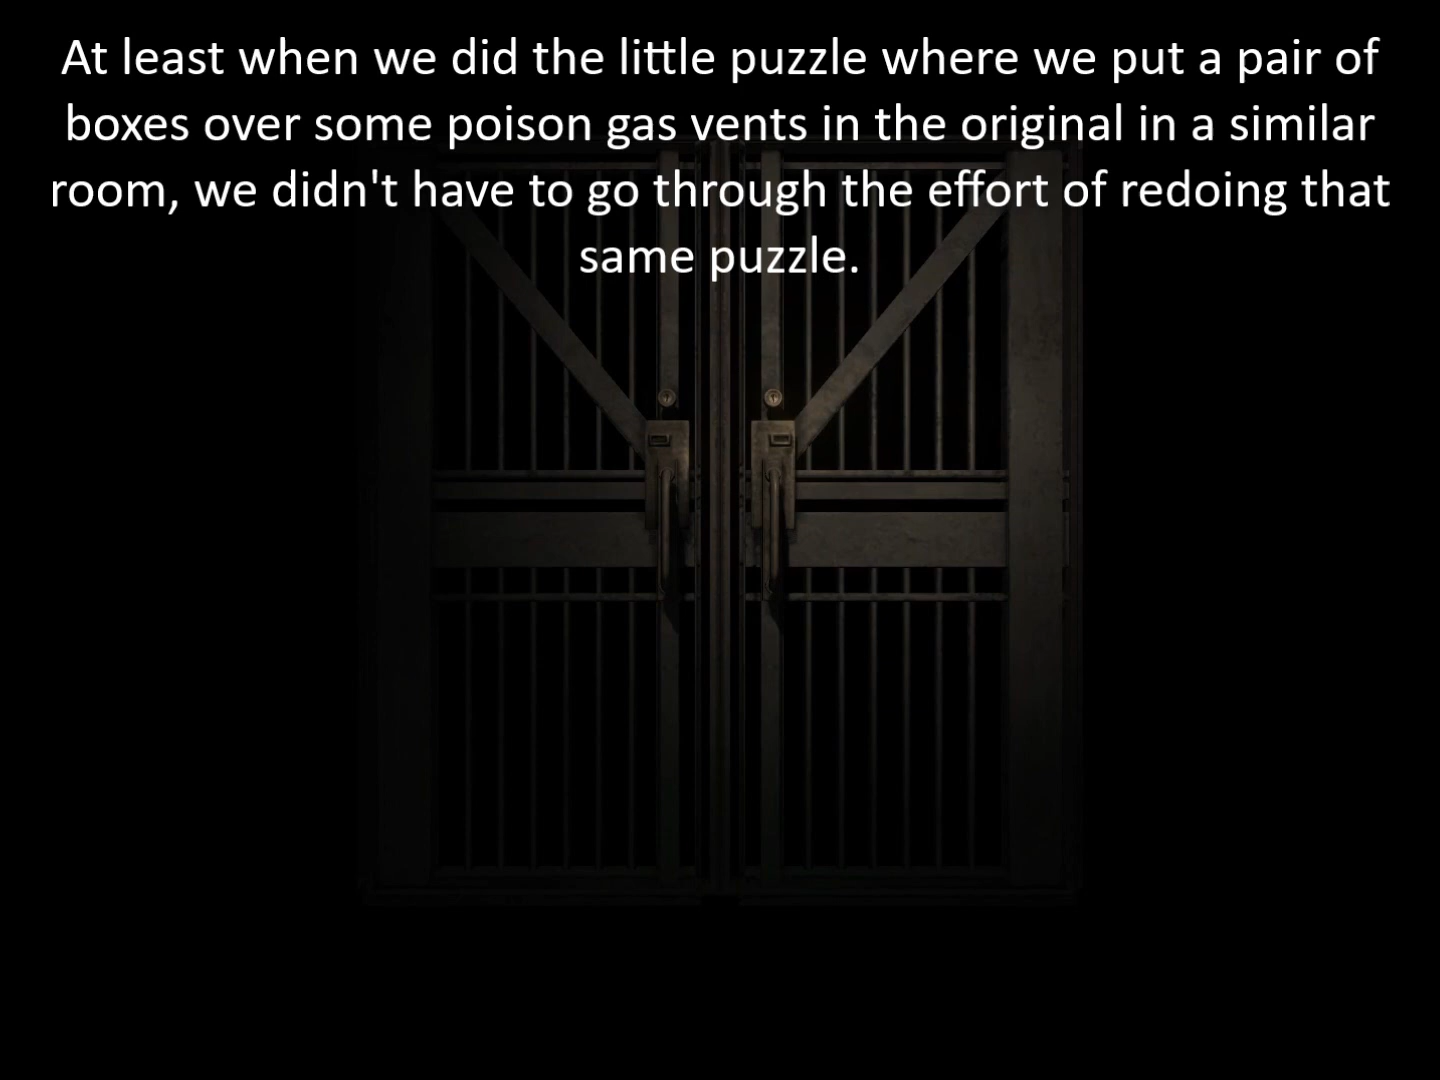 At least when we did the little puzzle where we put a pair of
boxes over some poison gas vents in the original in a similar
room, we didn't have to go through the effort of redoing that
same puzzle.